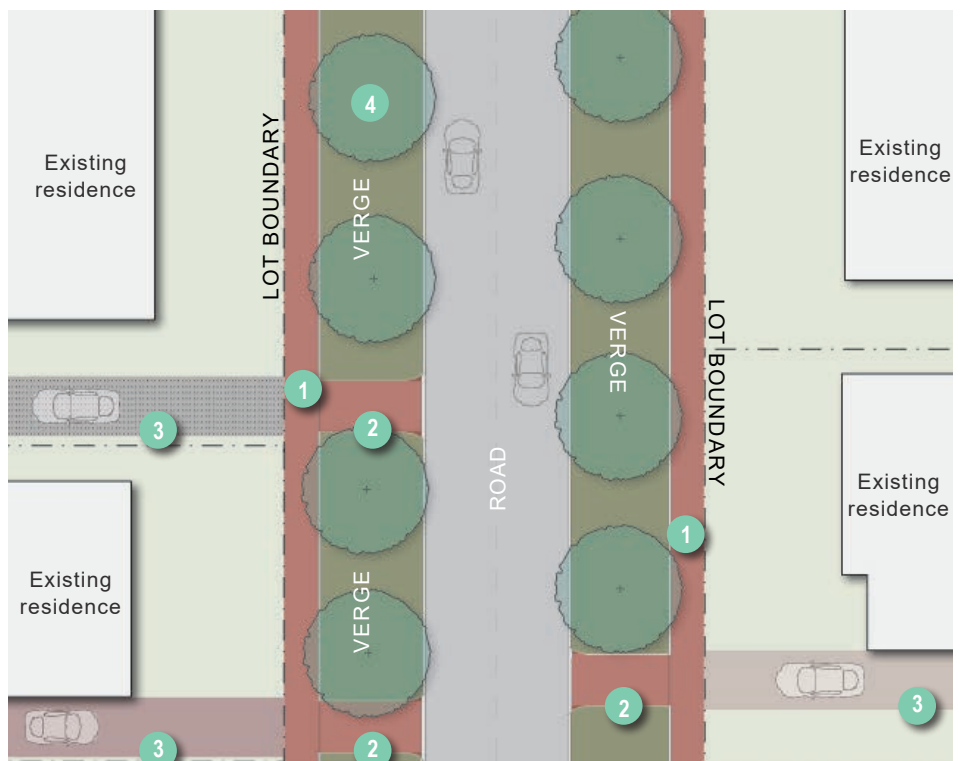 4
Existing
residence
LOT BOUNDARY
VERGE
Existing
residence
1
2
3
VERGE
LOT BOUNDARY
ROAD
Existing
residence
1
Existing
residence
VERGE
2
3
3
2